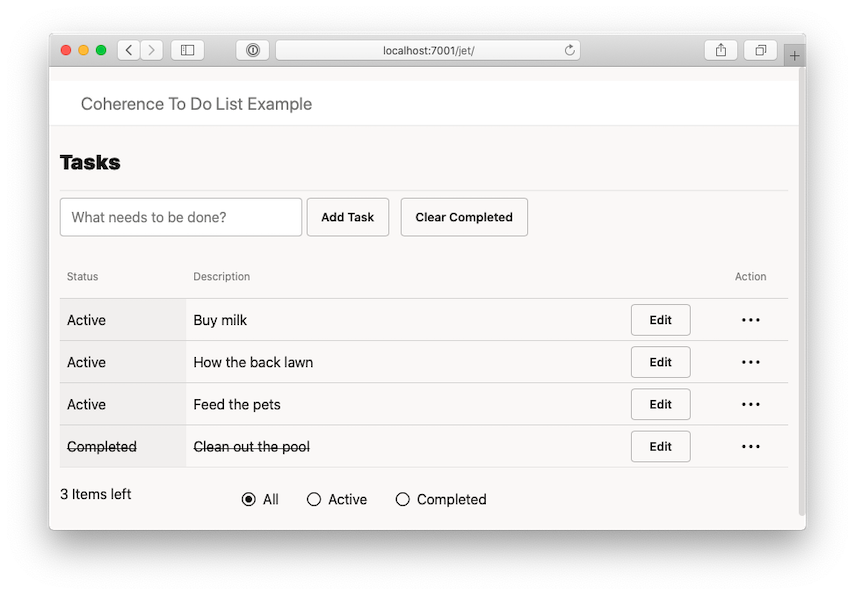 localhost:7001/jet/
Coherence To Do List Example
Tasks
What needs to be done? Add Task Clear Completed
Status Description Action
Active Buy milk Edit
Active How the back lawn Edit
Active Feed the pets Edit
Completed Clean out the pool Edit
3 Items left All Active Completed